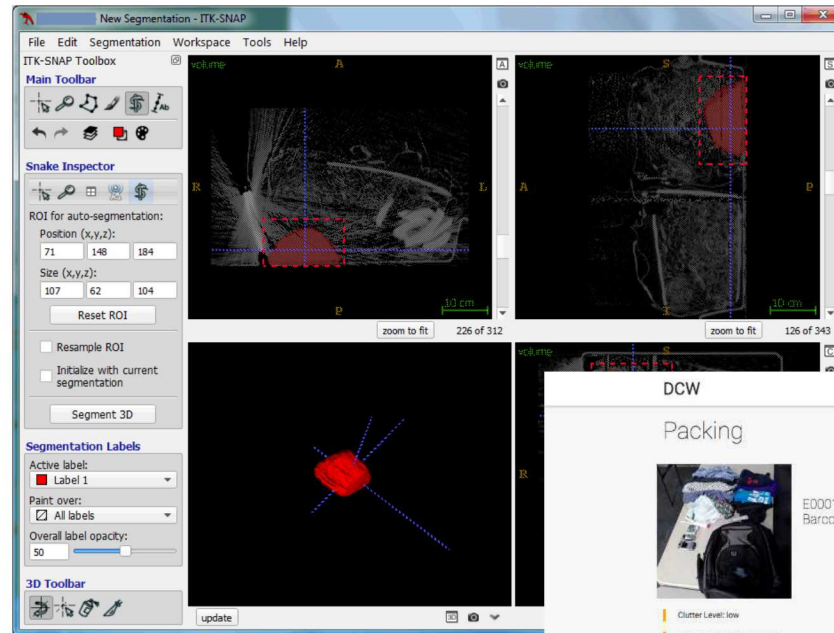 New Segmentation - ITK-SNAP
File Edit Segmentation Workspace Tools Help
ITK-SNAP Toolbox
Main Toolbar
Ab
Snake Inspector
ROI for auto-segmentation:
Position (x,y,z):
71 148 184
Size (x,y,z):
107 62 104
Reset ROI
Resample ROI
Initialize with current
segmentation
Segment 3D
Segmentation Labels
Active label:
Label 1
Paint over:
All labels
Overall label opacity:
50
3D Toolbar
volume
A
R
L
P
10 cm
A
zoom to fit 226 of 312
volume
S
A
P
I
10 cm
S
zoom to fit 126 of 343
update
3D
volume
S
R
C
DCW
Packing
E0001
Barco
Clutter Level: low